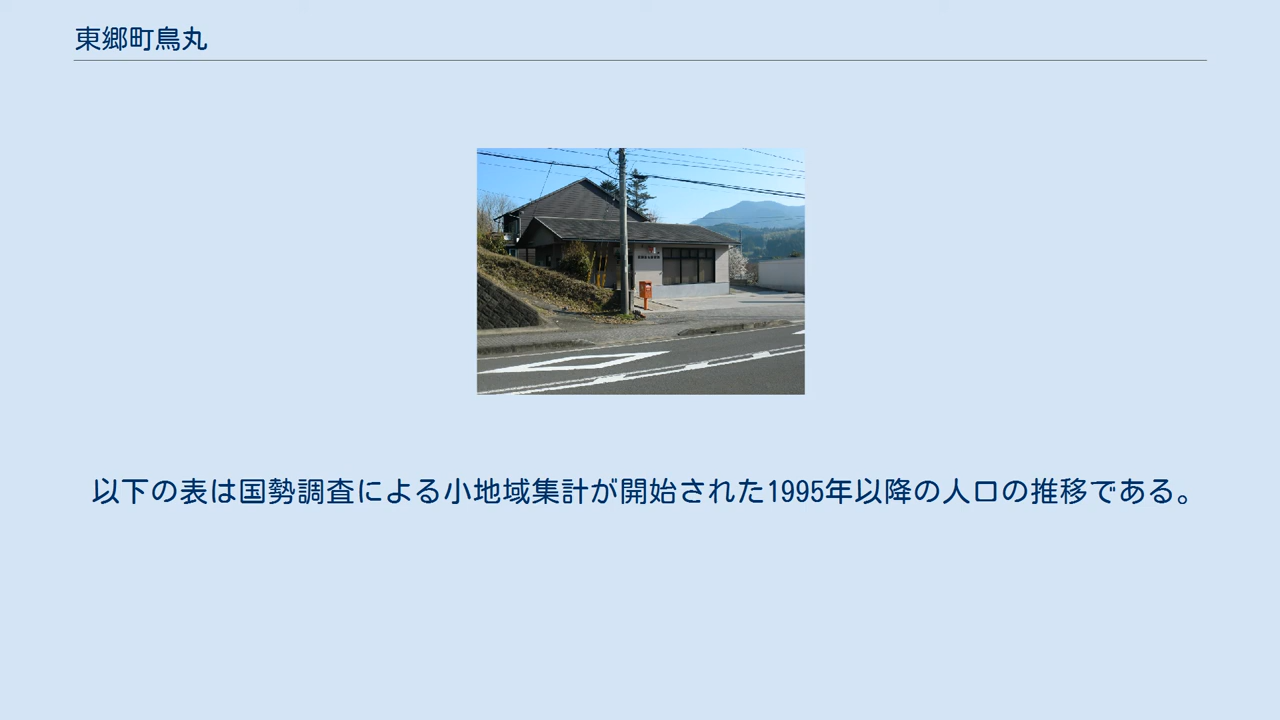 東郷町鳥丸
以下の表は国勢調査による小地域集計が開始された1995年以降の人口の推移である。